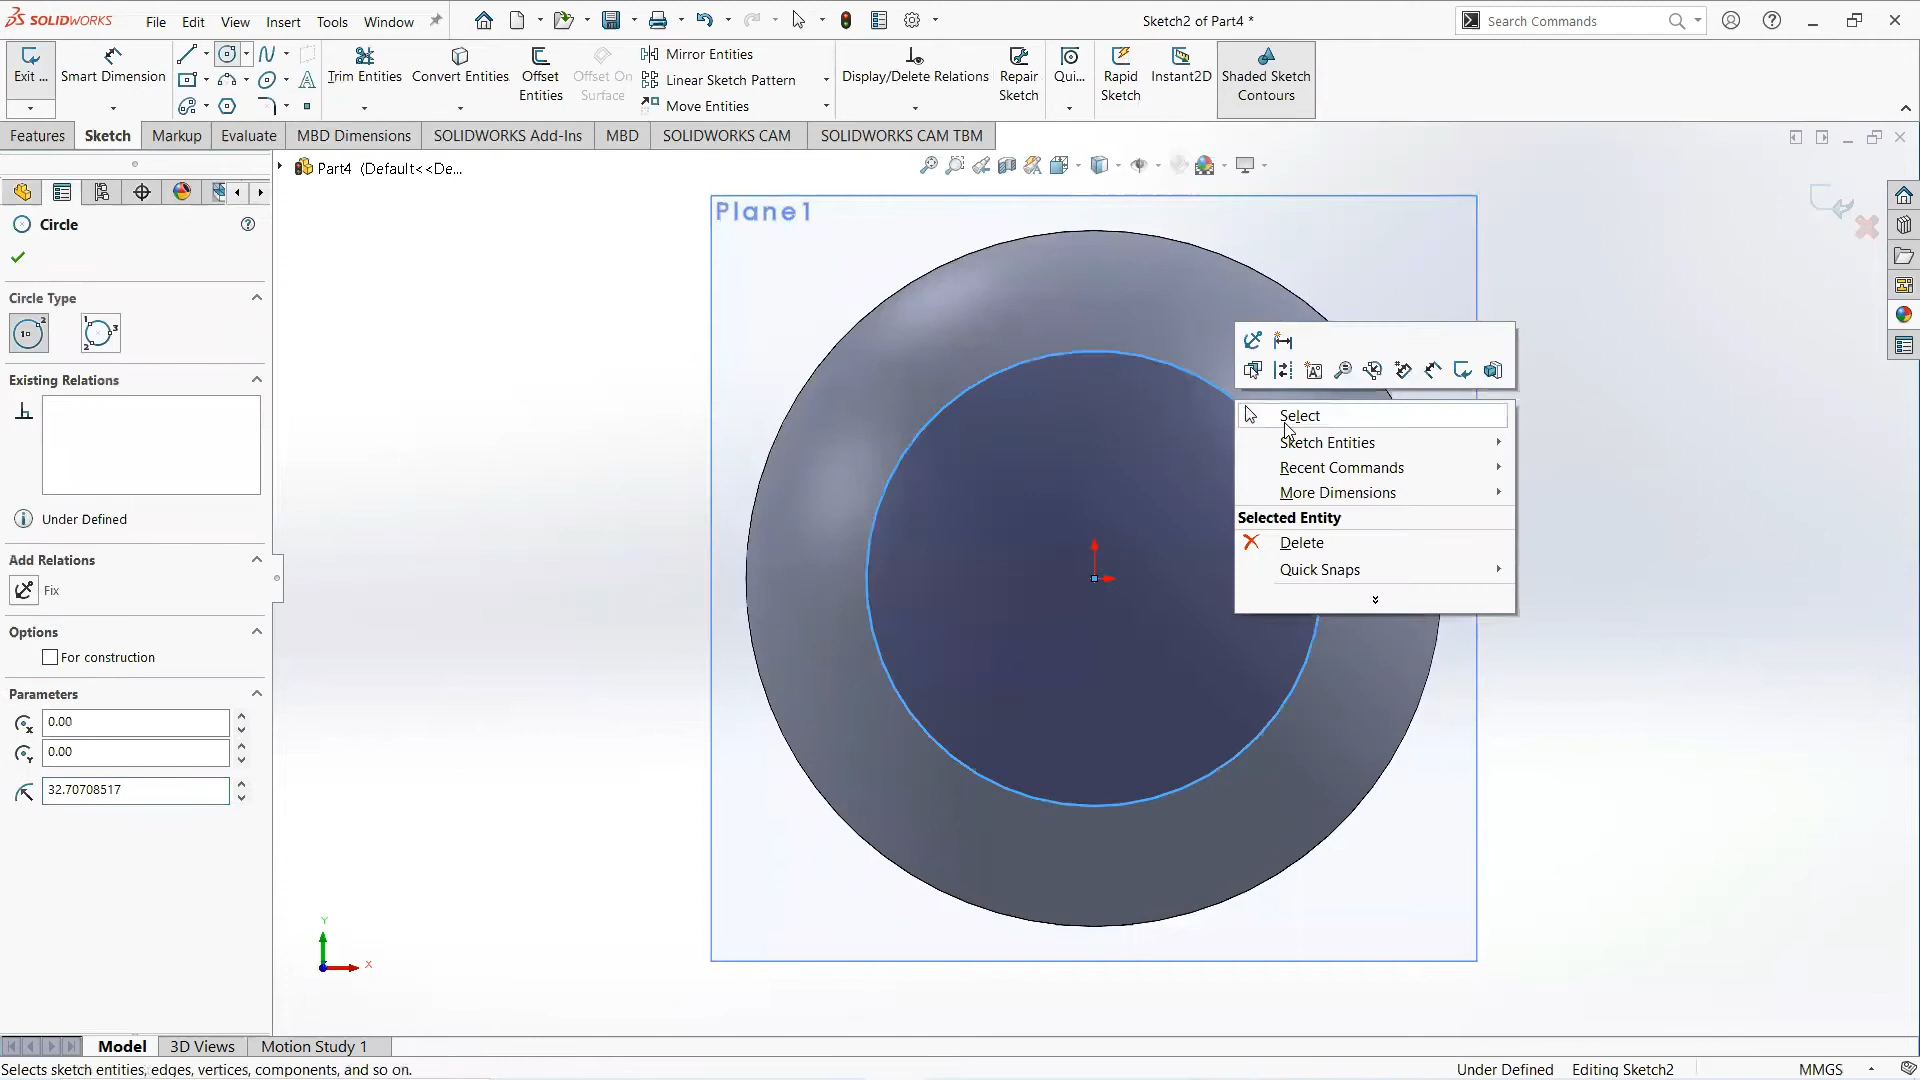 SOLIDWORKS File Edit View Insert Tools Window Sketch2 of Part4 * Search Commands
Exit ... Smart Dimension Trim Entities Convert Entities Offset Entities Offset On Surface Mirror Entities Linear Sketch Pattern Move Entities Display/Delete Relations Repair Sketch Qui... Rapid Sketch Instant2D Shaded Sketch Contours
Features Sketch Markup Evaluate MBD Dimensions SOLIDWORKS Add-Ins MBD SOLIDWORKS CAM SOLIDWORKS CAM TBM
Part4 (Default<<De...
Circle
Plane1
Circle Type
Existing Relations
Under Defined
Add Relations
Fix
Options
For construction
Parameters
0.00
0.00
32.70708517
Select
Sketch Entities
Recent Commands
More Dimensions
Selected Entity
Delete
Quick Snaps
Y
X
Model 3D Views Motion Study 1
Selects sketch entities, edges, vertices, components, and so on. Under Defined Editing Sketch2 MMGS